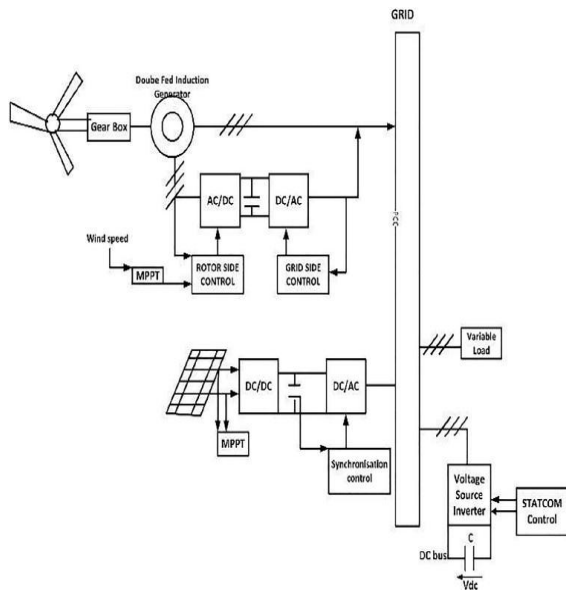 GRID
Doube Fed Induction
Generator
Gear Box
AC/DC
DC/AC
PCC
Wind speed
MPPT
ROTOR SIDE
CONTROL
GRID SIDE
CONTROL
Variable
Load
DC/DC
DC/AC
MPPT
Synchronisation
control
Voltage
Source
Inverter
STATCOM
Control
C
DC bus
Vdc